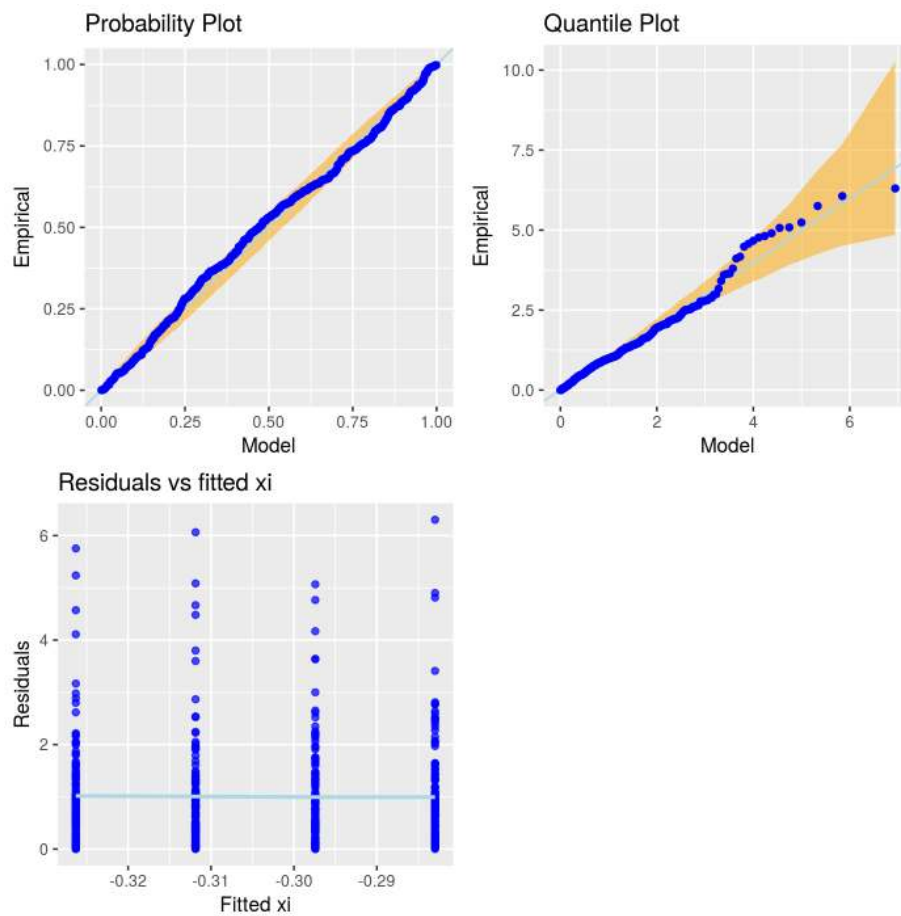 Probability Plot
1.00
0.75
0.50
0.25
0.00
Empirical
0.00 0.25 0.50 0.75 1.00
Model
Quantile Plot
10.0
7.5
5.0
2.5
0.0
Empirical
0 2 4 6
Model
Residuals vs fitted xi
6
4
2
0
Residuals
-0.32 -0.31 -0.30 -0.29
Fitted xi